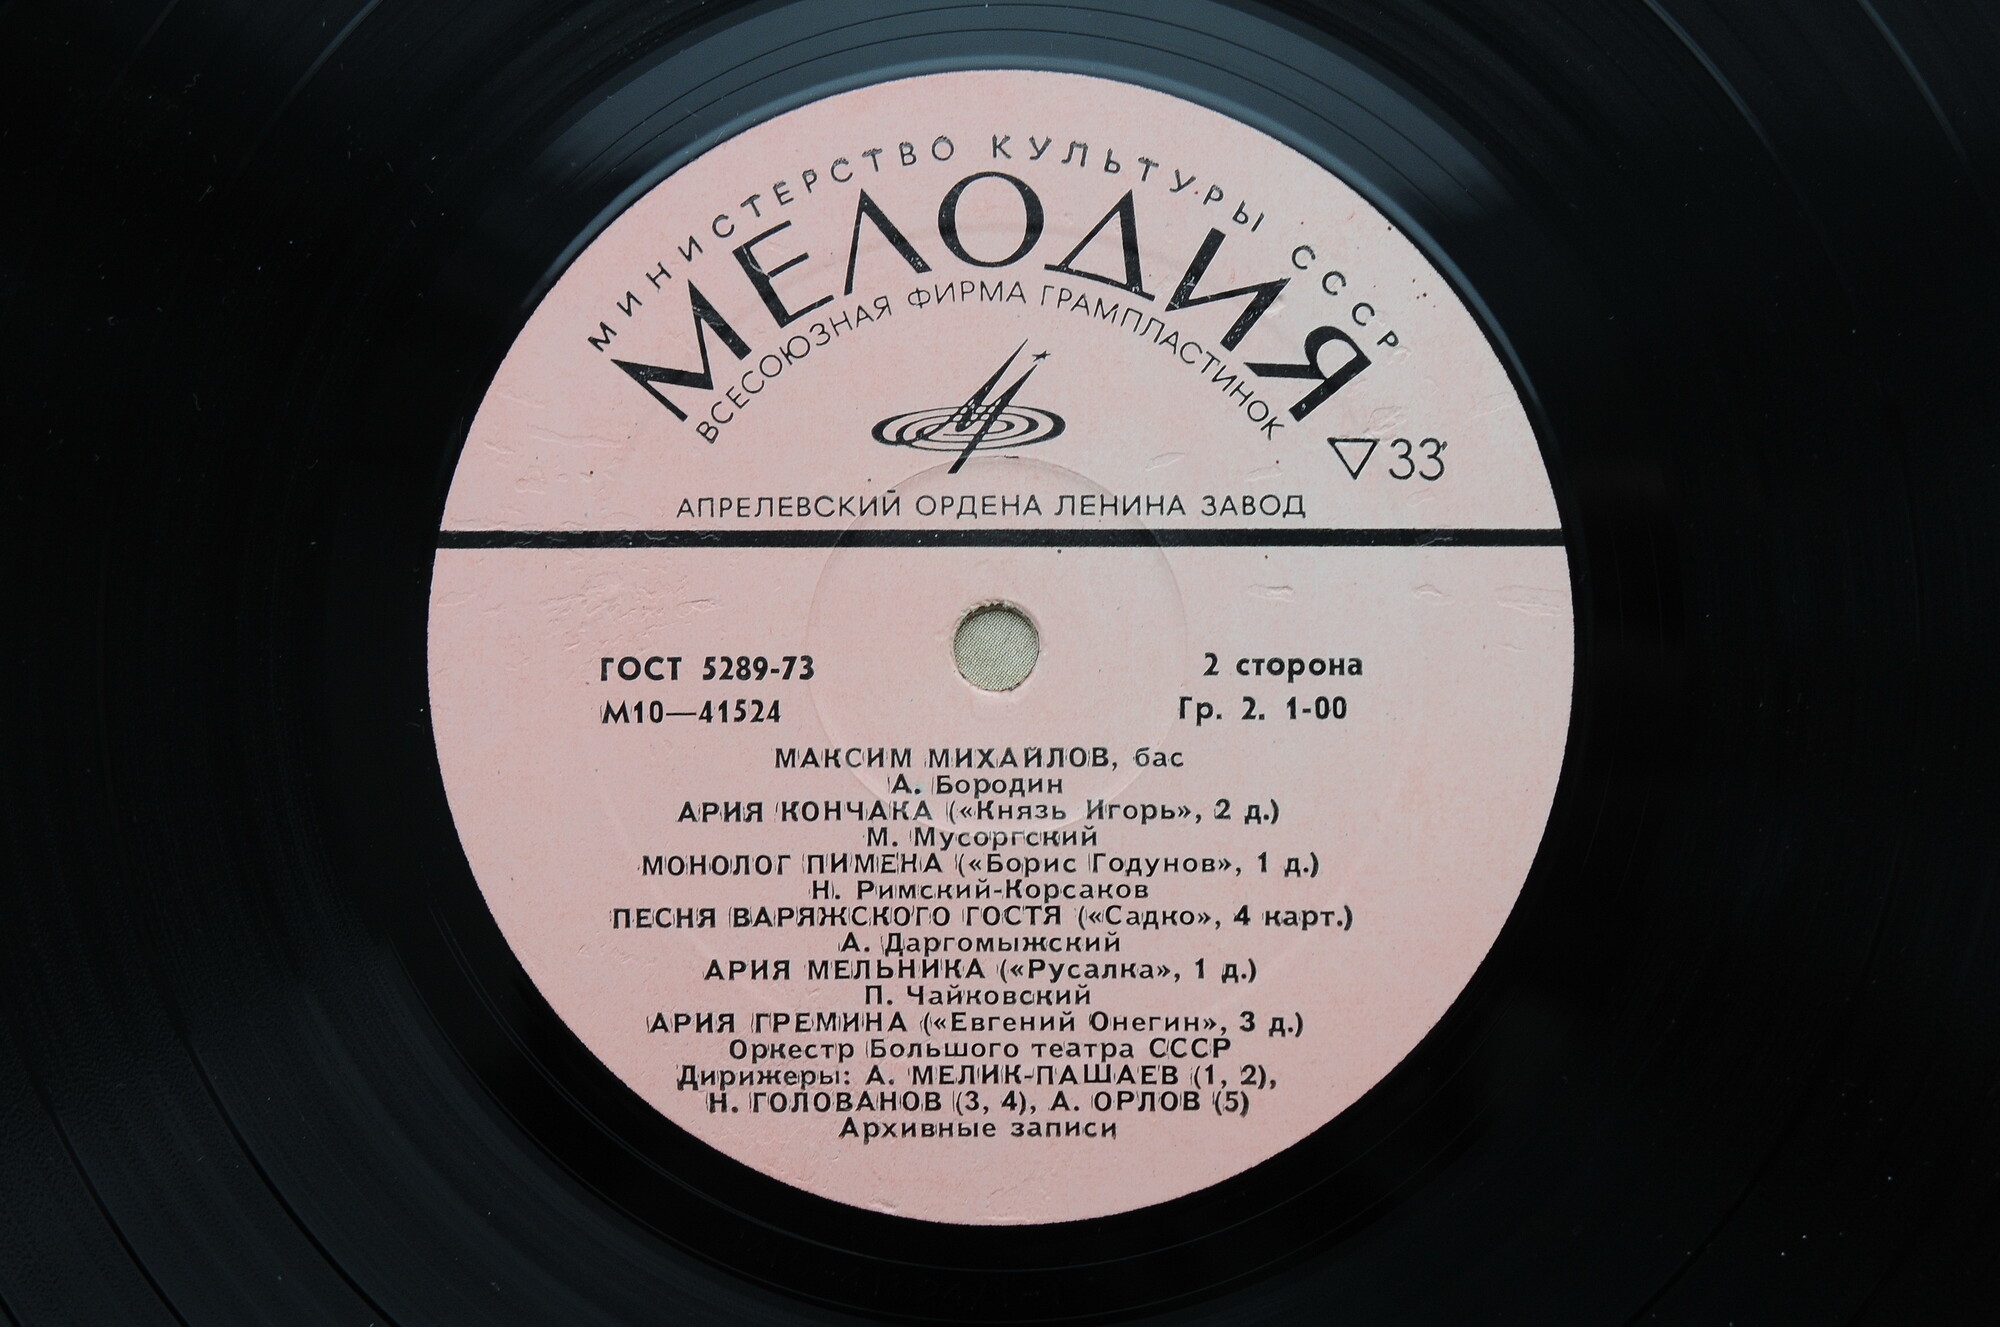 МИНИСТЕРСТВО КУЛЬТУРЫ СССР
МЕЛОДИЯ
ВСЕСОЮЗНАЯ ФИРМА ГРАМПЛАСТИНОК
33
АПРЕЛЕВСКИЙ ОРДЕНА ЛЕНИНА ЗАВОД
ГОСТ 5289-73
2 сторона
М10—41524
Гр. 2. 1-00
МАКСИМ МИХАЙЛОВ, бас
А. Бородин
АРИЯ КОНЧАКА («Князь Игорь», 2 д.)
М. Мусоргский
МОНОЛОГ ПИМЕНА («Борис Годунов», 1 д.)
Н. Римский-Корсаков
ПЕСНЯ ВАРЯЖСКОГО ГОСТЯ («Садко», 4 карт.)
А. Даргомыжский
АРИЯ МЕЛЬНИКА («Русалка», 1 д.)
П. Чайковский
АРИЯ ГРЕМИНА («Евгений Онегин», 3 д.)
Оркестр Большого театра СССР
Дирижеры: А. МЕЛИК-ПАШАЕВ (1, 2),
Н. ГОЛОВАНОВ (3, 4), А. ОРЛОВ (5)
Архивные записи